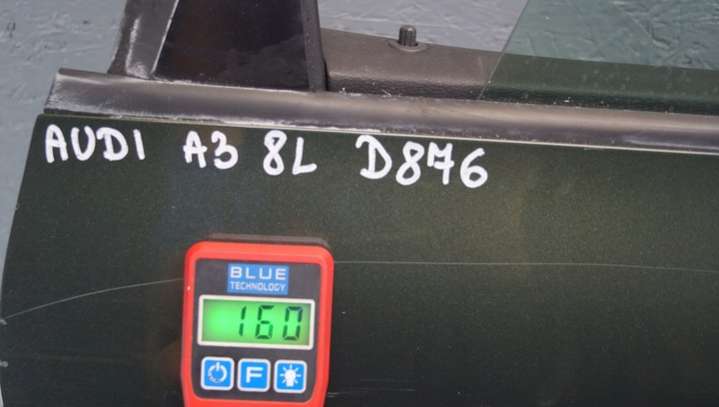 AUDI A3 8L D876
BLUE
TECHNOLOGY
160
F